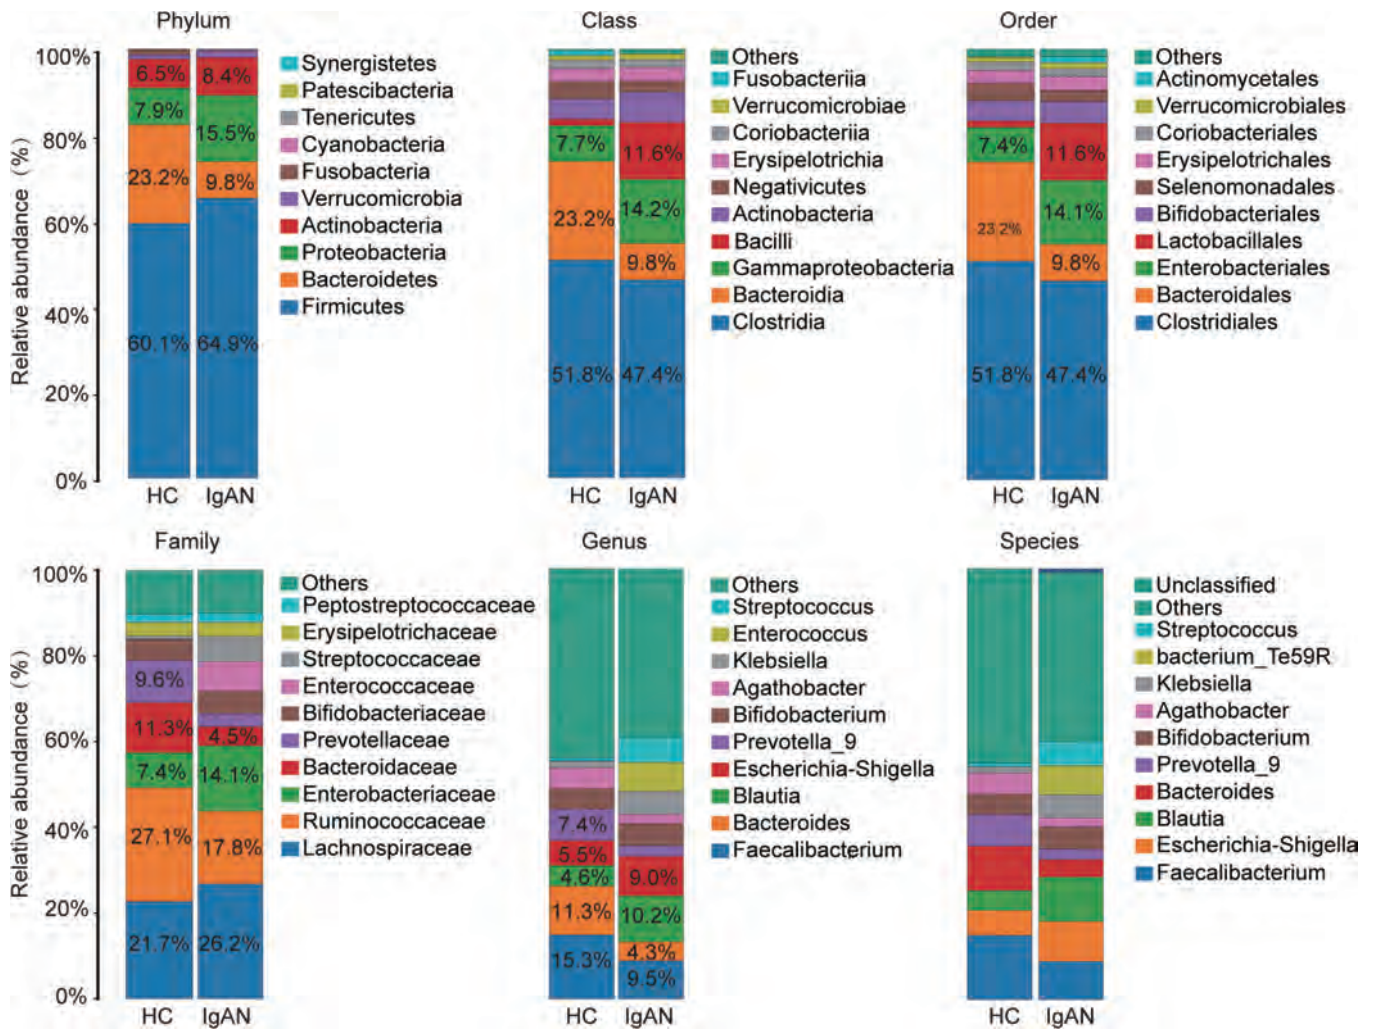 Phylum
Class
Order
Relative abundance (%)
100%
80%
60%
40%
20%
0%
6.5%
7.9%
23.2%
60.1%
8.4%
15.5%
9.8%
64.9%
HC
IgAN
Synergistetes
Patescibacteria
Tenericutes
Cyanobacteria
Fusobacteria
Verrucomicrobia
Actinobacteria
Proteobacteria
Bacteroidetes
Firmicutes
7.7%
23.2%
51.8%
11.6%
14.2%
9.8%
47.4%
HC
IgAN
Others
Fusobacteriia
Verrucomicrobiae
Coriobacteriia
Erysipelotrichia
Negativicutes
Actinobacteria
Bacilli
Gammaproteobacteria
Bacteroidia
Clostridia
7.4%
23.2%
51.8%
11.6%
14.1%
9.8%
47.4%
HC
IgAN
Others
Actinomycetales
Verrucomicrobiales
Coriobacteriales
Erysipelotrichales
Selenomonadales
Bifidobacteriales
Lactobacillales
Enterobacteriales
Bacteroidales
Clostridiales
Family
Genus
Species
Relative abundance (%)
100%
80%
60%
40%
20%
0%
9.6%
11.3%
7.4%
27.1%
21.7%
4.5%
14.1%
17.8%
26.2%
HC
IgAN
Others
Peptostreptococcaceae
Erysipelotrichaceae
Streptococcaceae
Enterococcaceae
Bifidobacteriaceae
Prevotellaceae
Bacteroidaceae
Enterobacteriaceae
Ruminococcaceae
Lachnospiraceae
7.4%
5.5%
4.6%
11.3%
15.3%
9.0%
10.2%
4.3%
9.5%
HC
IgAN
Others
Streptococcus
Enterococcus
Klebsiella
Agathobacter
Bifidobacterium
Prevotella_9
Escherichia-Shigella
Blautia
Bacteroides
Faecalibacterium
HC
IgAN
Unclassified
Others
Streptococcus
bacterium_Te59R
Klebsiella
Agathobacter
Bifidobacterium
Prevotella_9
Bacteroides
Blautia
Escherichia-Shigella
Faecalibacterium